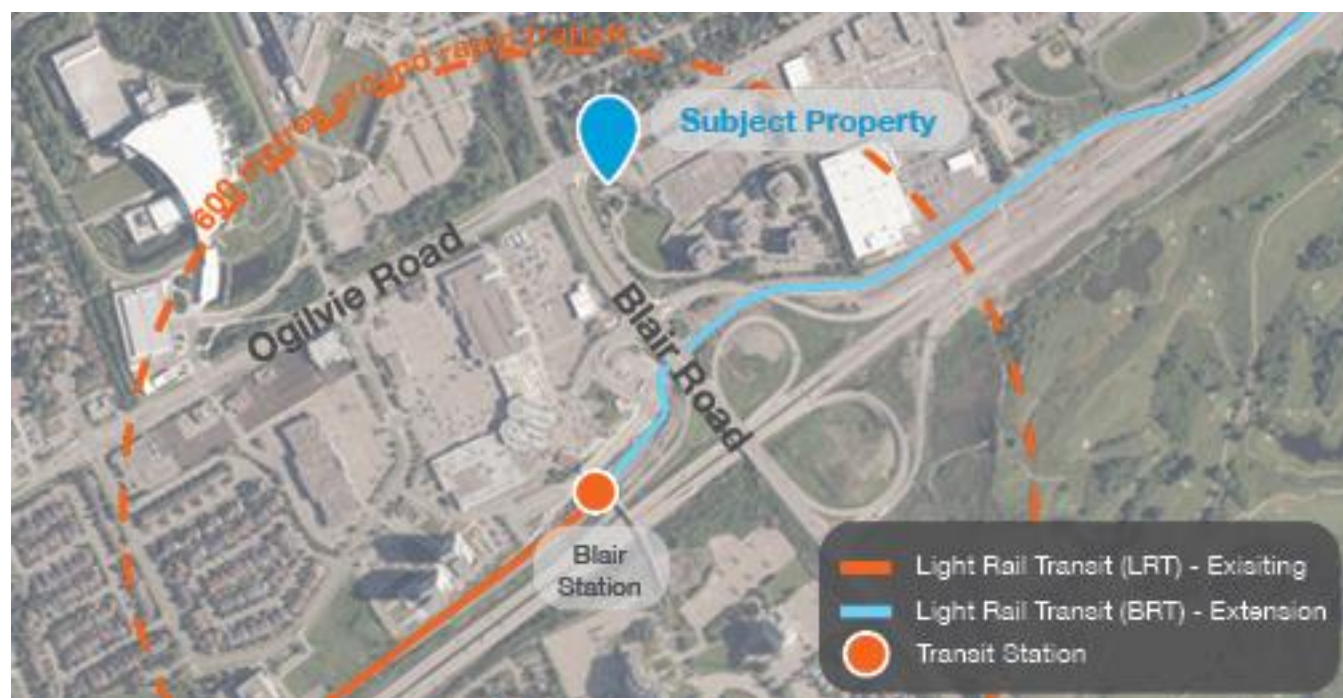 600 metres around rapid transit
Subject Property
Ogilvie Road
Blair Road
Blair
Station
Light Rail Transit (LRT) - Exisiting
Light Rail Transit (BRT) - Extension
Transit Station